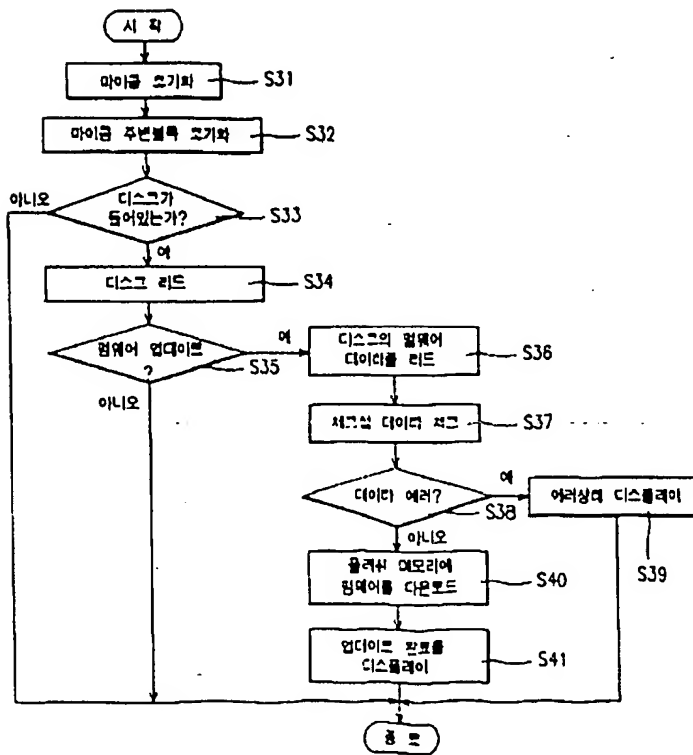 시 작
마이콤 초기화
S31
마이콤 주변블록 초기화
S32
디스크가
들어있는가?
S33
아니오
예
디스크 리드
S34
펌웨어 업데이트
?
S35
예
아니오
디스크의 펌웨어
데이타를 리드
S36
체크섬 데이타 체크
S37
데이타 에러?
S38
예
아니오
에러상태 디스플레이
S39
플래쉬 메모리에
펌웨어를 다운로드
S40
업데이트 완료를
디스플레이
S41
종 료